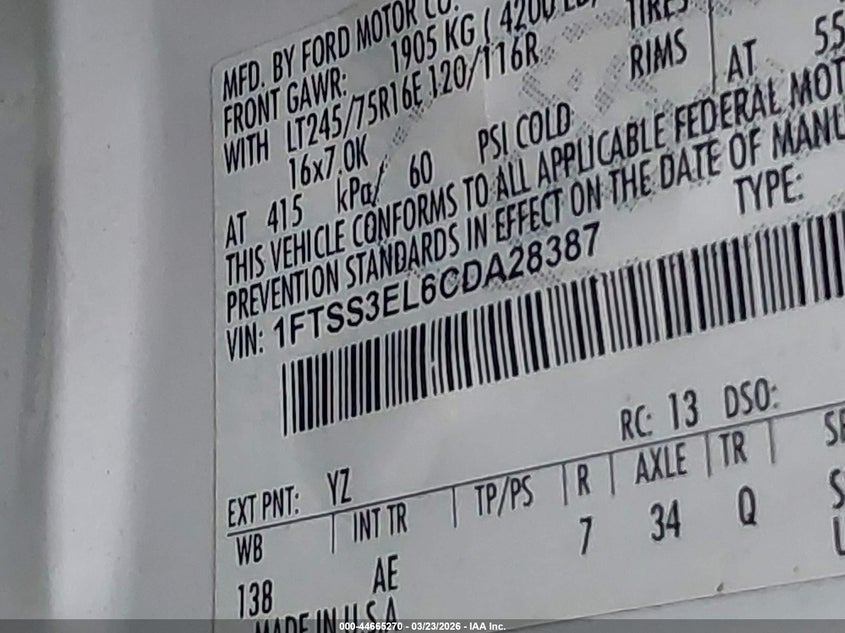 MFD. BY FORD MOTOR CO.
FRONT GAWR: 1905 KG ( 4200
WITH LT245/75R16E 120/116R TIRES
16x7.0K RIMS
AT 415 kPa/ 60 PSI COLD AT 55
THIS VEHICLE CONFORMS TO ALL APPLICABLE FEDERAL MOT
PREVENTION STANDARDS IN EFFECT ON THE DATE OF MANU
VIN: 1FTSS3EL6CDA28387 TYPE:
RC: 13 DSO:
EXT PNT: YZ
WB INT TR TP/PS R AXLE TR
138 AE 7 34 Q
MADE IN U.S.A.
000-44665270 - 03/23/2026 - IAA Inc.